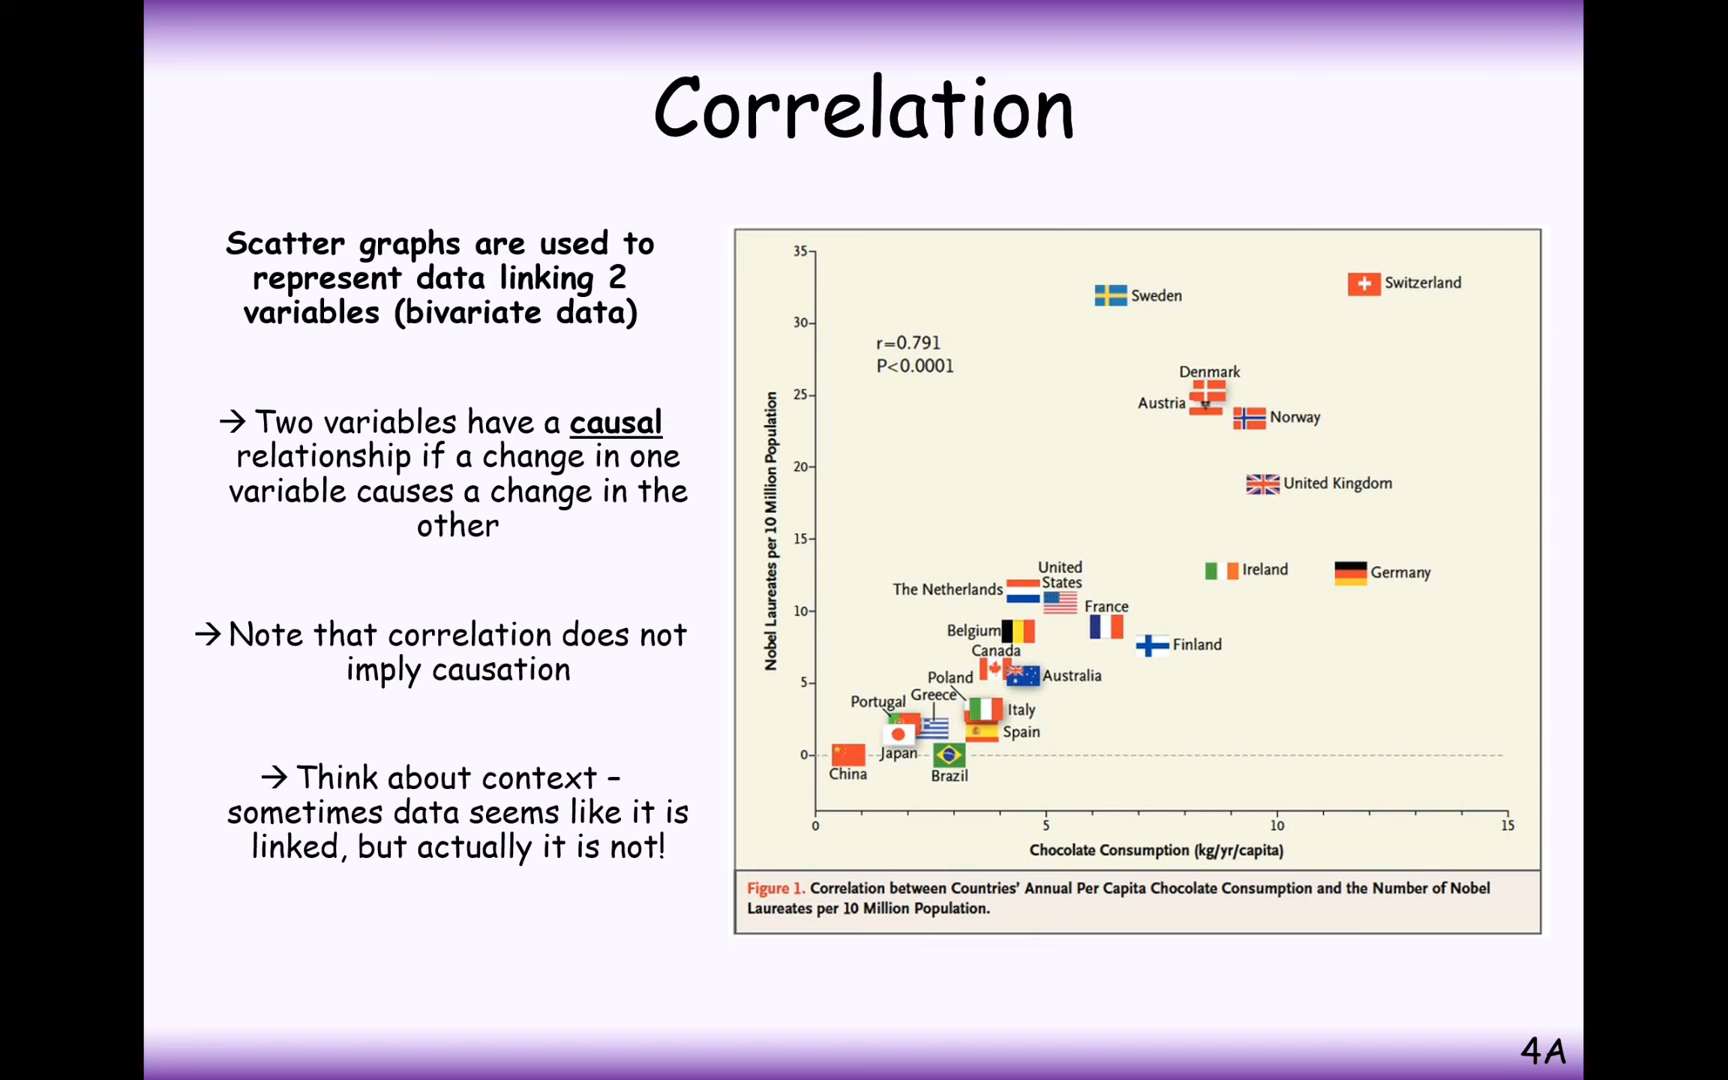 Correlation
Scatter graphs are used to
represent data linking 2
variables (bivariate data)
→ Two variables have a causal
relationship if a change in one
variable causes a change in the
other
→ Note that correlation does not
imply causation
→ Think about context –
sometimes data seems like it is
linked, but actually it is not!
35
30
25
20
15
10
5
0
Nobel Laureates per 10 Million Population
r=0.791
P<0.0001
Switzerland
Sweden
Denmark
Austria
Norway
United Kingdom
Ireland
Germany
United
States
The Netherlands
France
Belgium
Finland
Canada
Australia
Poland
Greece
Portugal
Italy
Spain
Japan
China
Brazil
0
5
10
15
Chocolate Consumption (kg/yr/capita)
Figure 1. Correlation between Countries' Annual Per Capita Chocolate Consumption and the Number of Nobel
Laureates per 10 Million Population.
4A